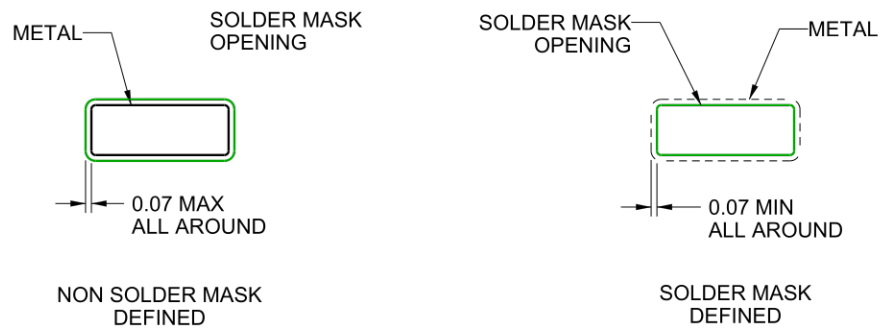 METAL
SOLDER MASK
OPENING
0.07 MAX
ALL AROUND
NON SOLDER MASK
DEFINED
SOLDER MASK
OPENING
METAL
0.07 MIN
ALL AROUND
SOLDER MASK
DEFINED